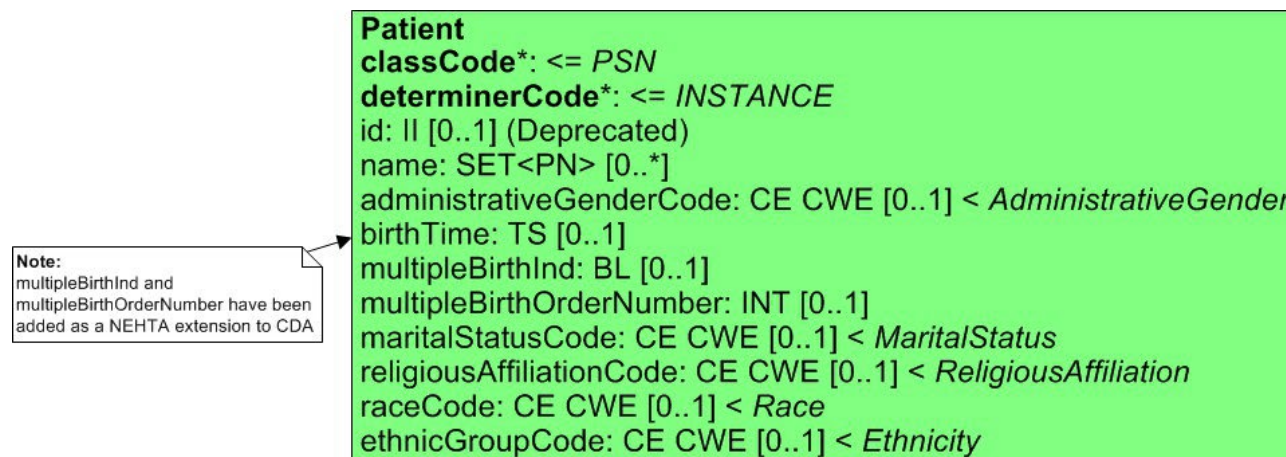 Patient
classCode*: <= PSN
determinerCode*: <= INSTANCE
id: II [0..1] (Deprecated)
name: SET<PN> [0..*]
administrativeGenderCode: CE CWE [0..1] < AdministrativeGender
birthTime: TS [0..1]
multipleBirthInd: BL [0..1]
multipleBirthOrderNumber: INT [0..1]
maritalStatusCode: CE CWE [0..1] < MaritalStatus
religiousAffiliationCode: CE CWE [0..1] < ReligiousAffiliation
raceCode: CE CWE [0..1] < Race
ethnicGroupCode: CE CWE [0..1] < Ethnicity
Note:
multipleBirthInd and
multipleBirthOrderNumber have been
added as a NEHTA extension to CDA